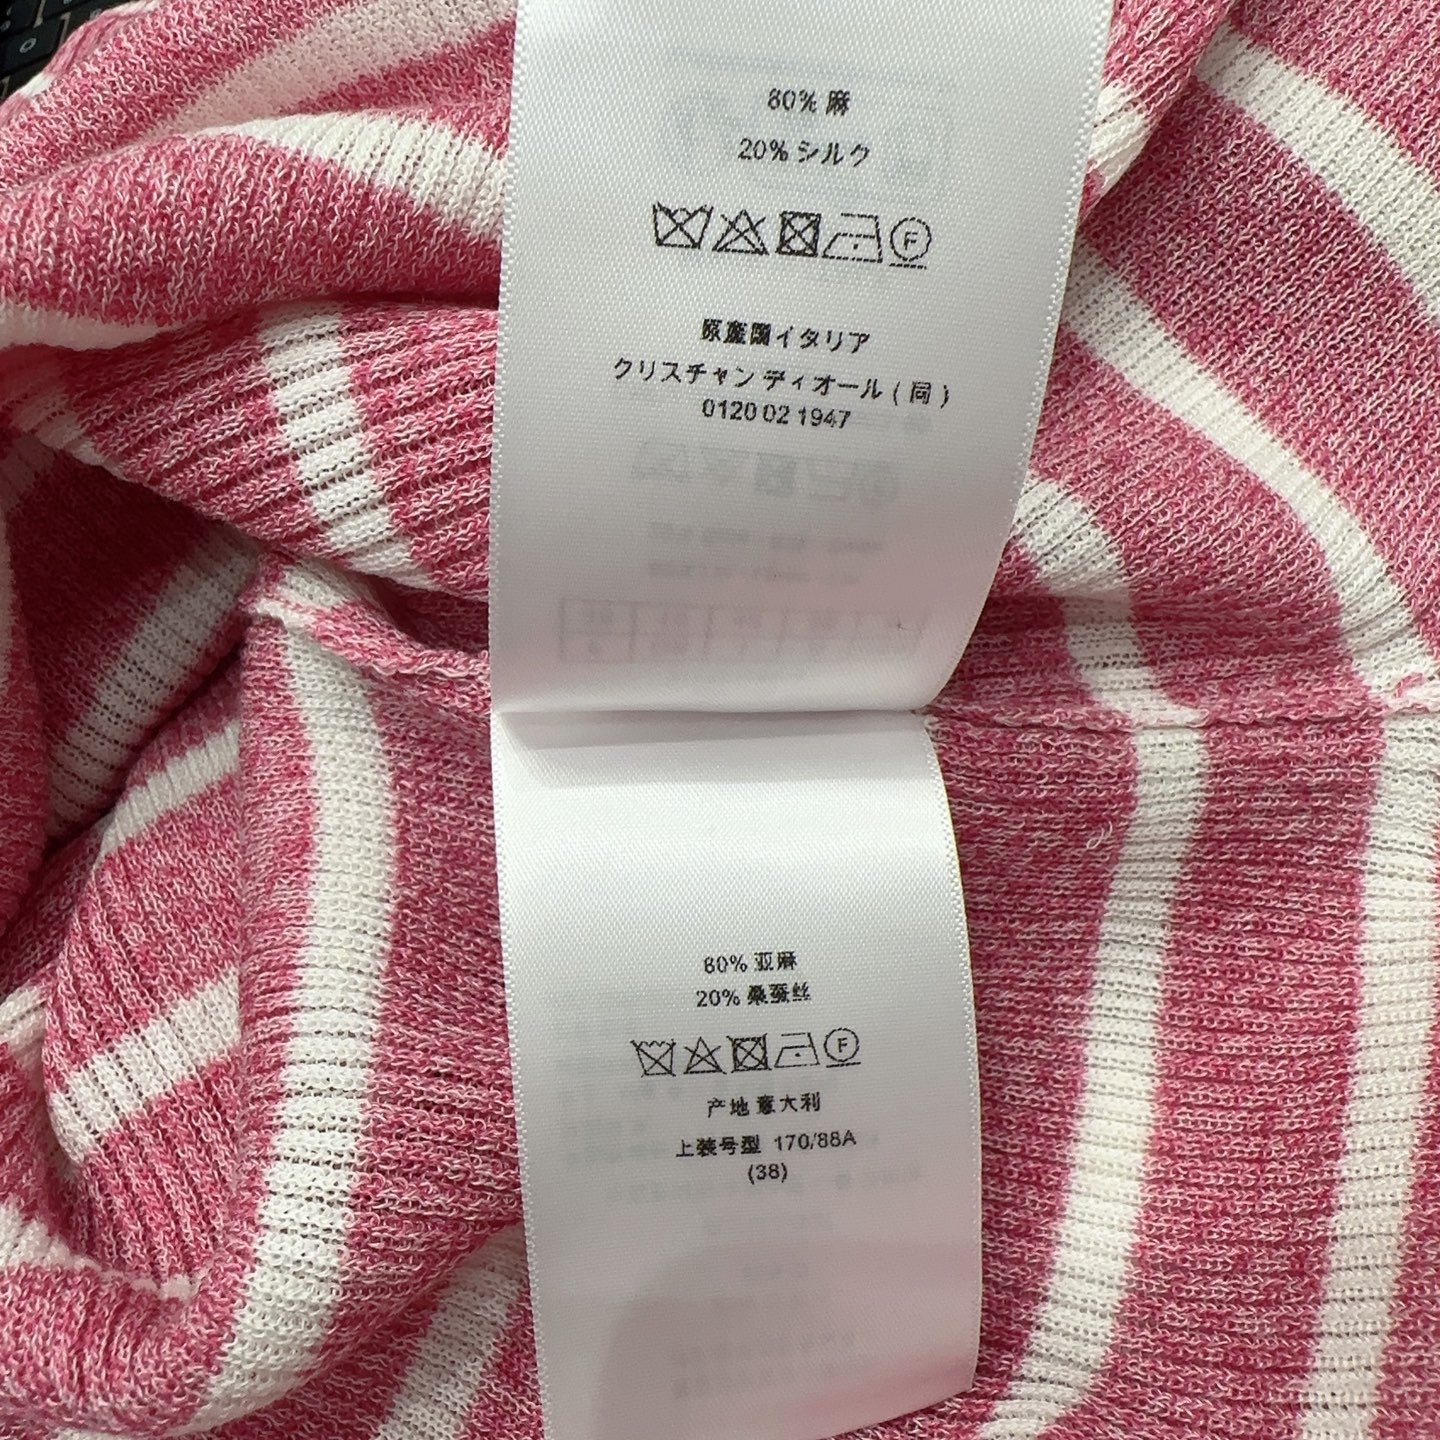 80% 麻
20% シルク
F
原産国イタリア
クリスチャン ディオール ( 同 )
0120 02 1947
80% 亚麻
20% 桑蚕丝
F
产地 意大利
上装号型 170/88A
(38)